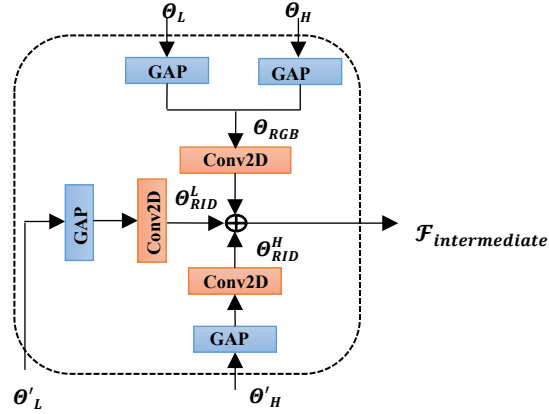 Θ_L Θ_H
GAP GAP
Θ_RGB
Conv2D
GAP Conv2D Θ^L_RID ⊕ 𝓕_intermediate
Θ^H_RID
Conv2D
GAP
Θ'_L Θ'_H